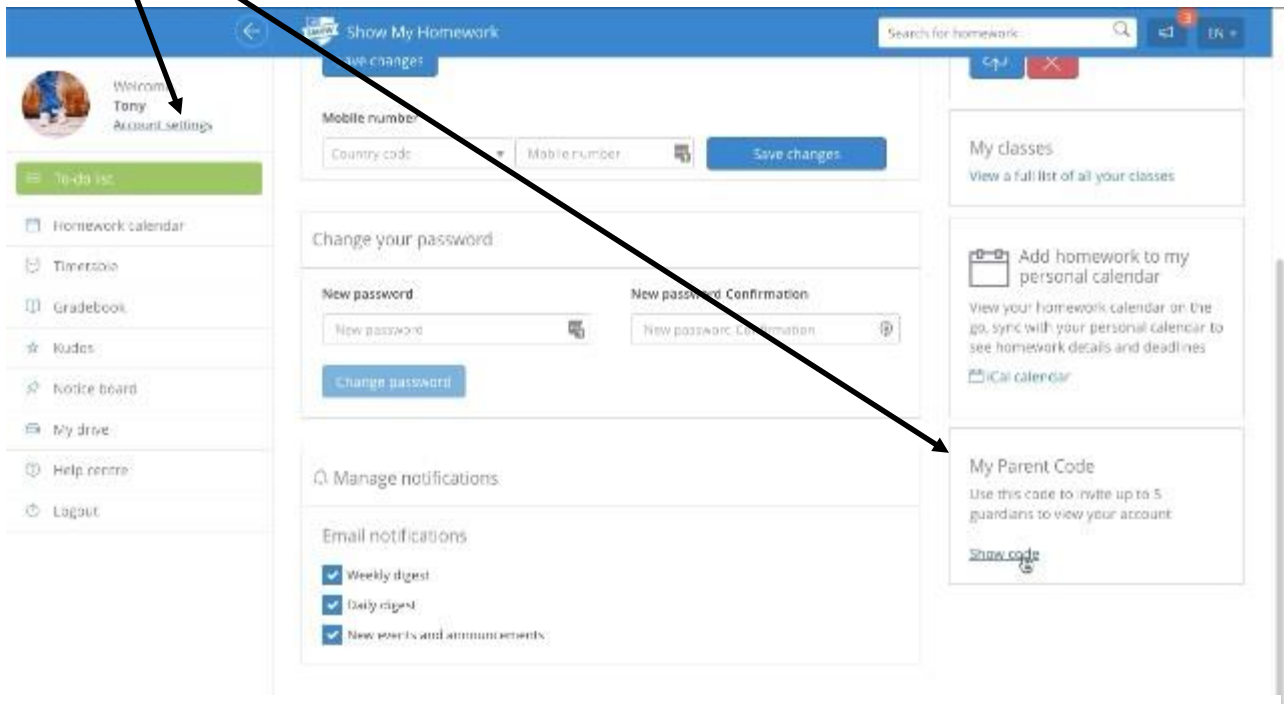 Show My Homework
Search for homework
3
EN
Welcome
Tony
Account settings
To-do list
Homework calendar
Timetable
Gradebook
Kudos
Notice board
My drive
Help centre
Logout
Save changes
Mobile number
Country code
Mobile number
Save changes
Change your password
New password
New password Confirmation
New password
New password Confirmation
Change password
Manage notifications
Email notifications
Weekly digest
Daily digest
New events and announcements
My classes
View a full list of all your classes
Add homework to my
personal calendar
View your homework calendar on the
go, sync with your personal calendar to
see homework details and deadlines
iCal calendar
My Parent Code
Use this code to invite up to 5
guardians to view your account
Show code